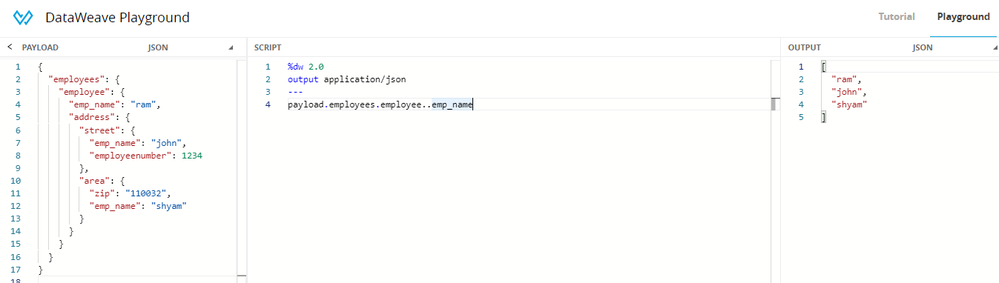 DataWeave Playground
Tutorial Playground
< PAYLOAD JSON
1 {
2 "employees": {
3 "employee": {
4 "emp_name": "ram",
5 "address": {
6 "street": {
7 "emp_name": "john",
8 "employeenumber": 1234
9 },
10 "area": {
11 "zip": "110032",
12 "emp_name": "shyam"
13 }
14 }
15 }
16 }
17 }
18
SCRIPT
1 %dw 2.0
2 output application/json
3 ---
4 payload.employees.employee..emp_name
OUTPUT JSON
1 [
2 "ram",
3 "john",
4 "shyam"
5 ]